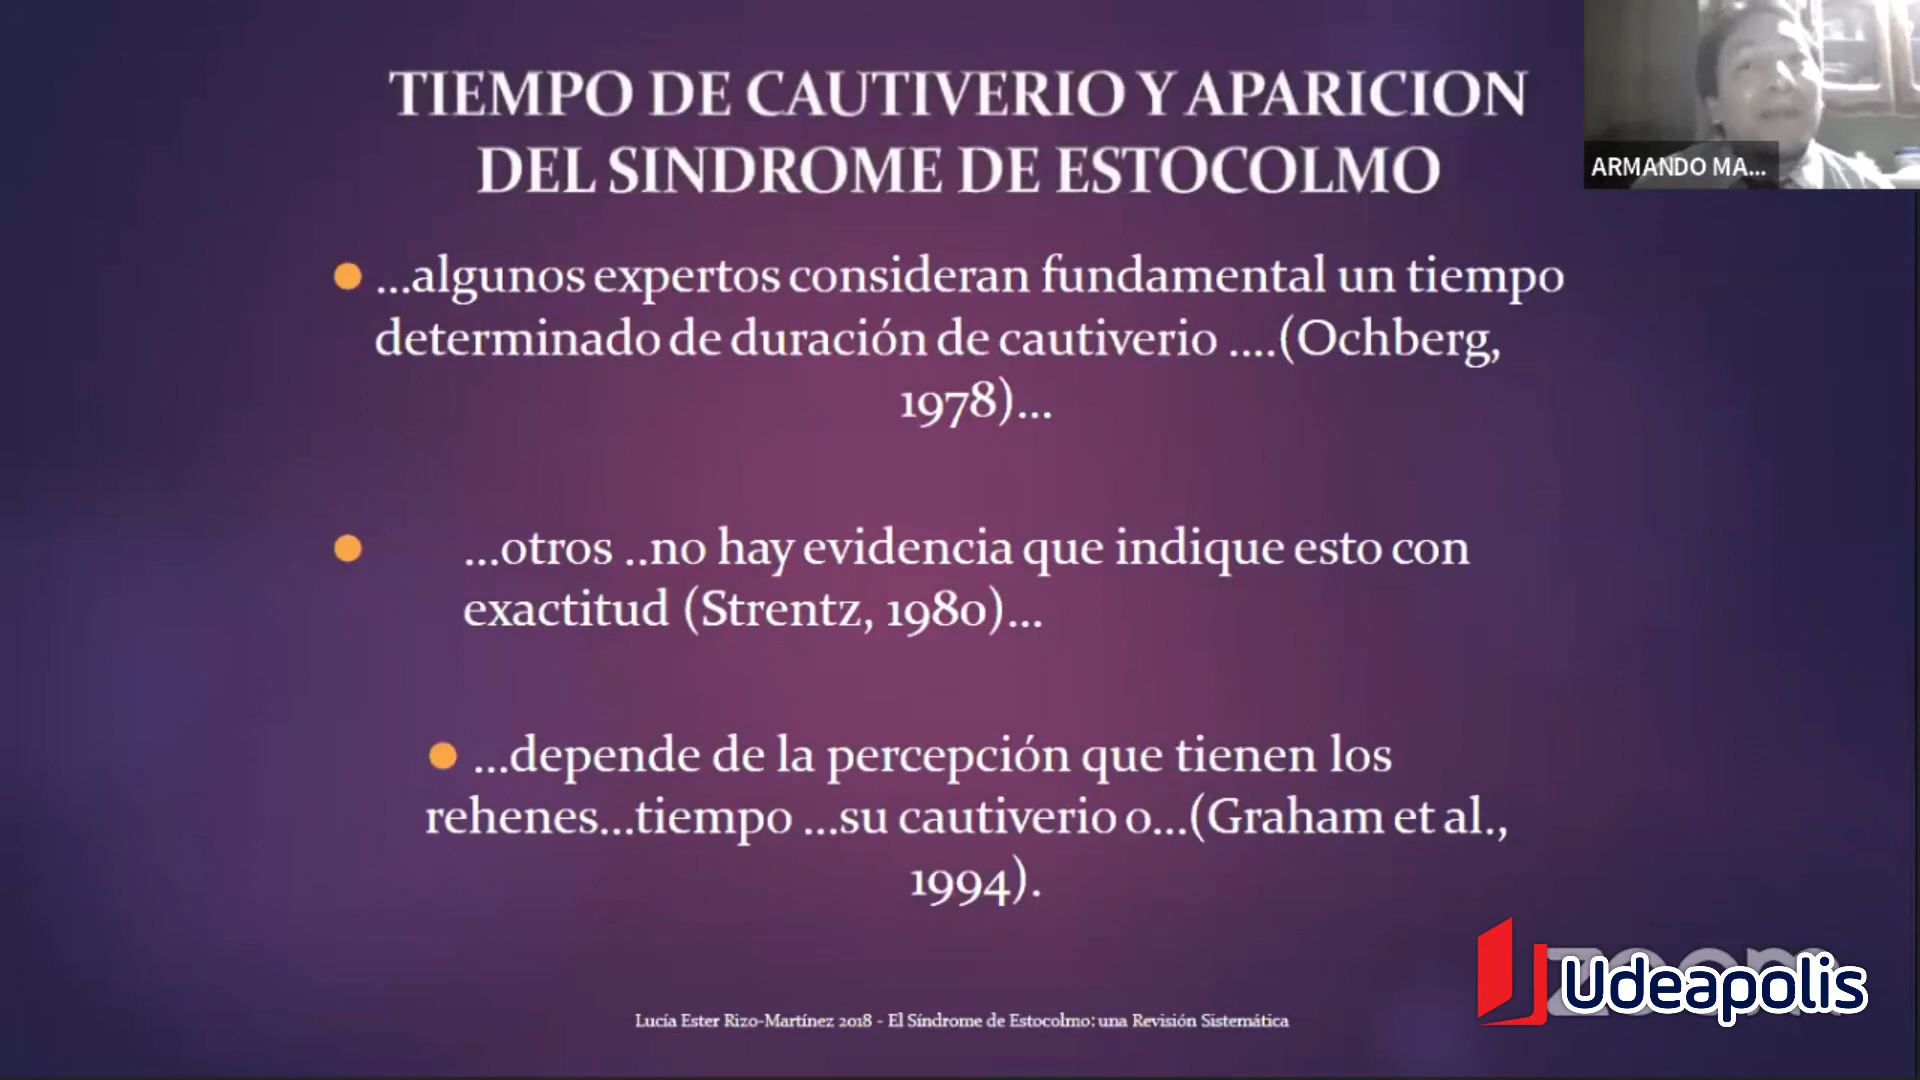 TIEMPO DE CAUTIVERIO Y APARICION
DEL SINDROME DE ESTOCOLMO
ARMANDO MA...
...algunos expertos consideran fundamental un tiempo
determinado de duración de cautiverio ....(Ochberg,
1978)...
...otros ..no hay evidencia que indique esto con
exactitud (Strentz, 1980)...
...depende de la percepción que tienen los
rehenes...tiempo ...su cautiverio o...(Graham et al.,
1994).
zoom
Udeapolis
Lucía Ester Rizo-Martínez 2018 - El Síndrome de Estocolmo: una Revisión Sistemática